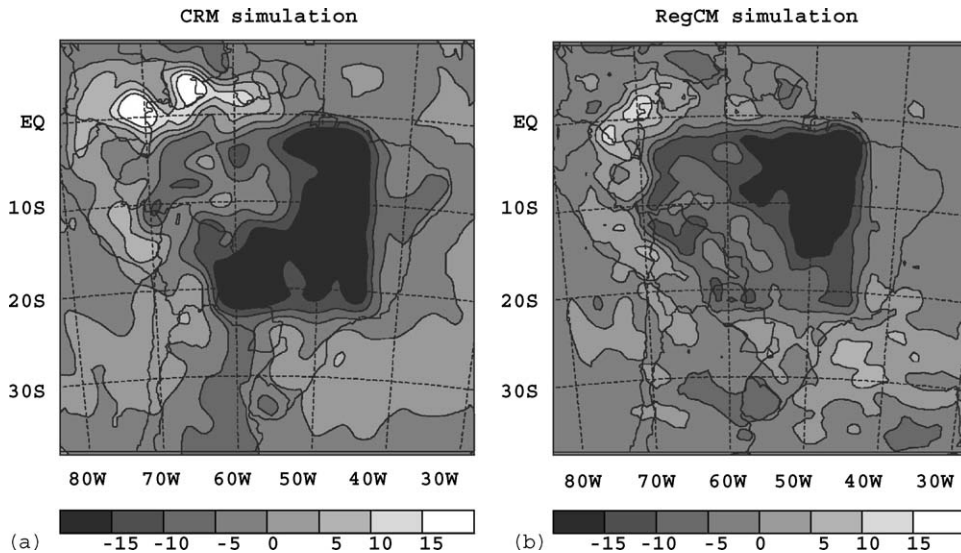 CRM simulation
EQ
10S
20S
30S
80W 70W 60W 50W 40W 30W
(a) -15 -10 -5 0 5 10 15
RegCM simulation
EQ
10S
20S
30S
80W 70W 60W 50W 40W 30W
(b) -15 -10 -5 0 5 10 15